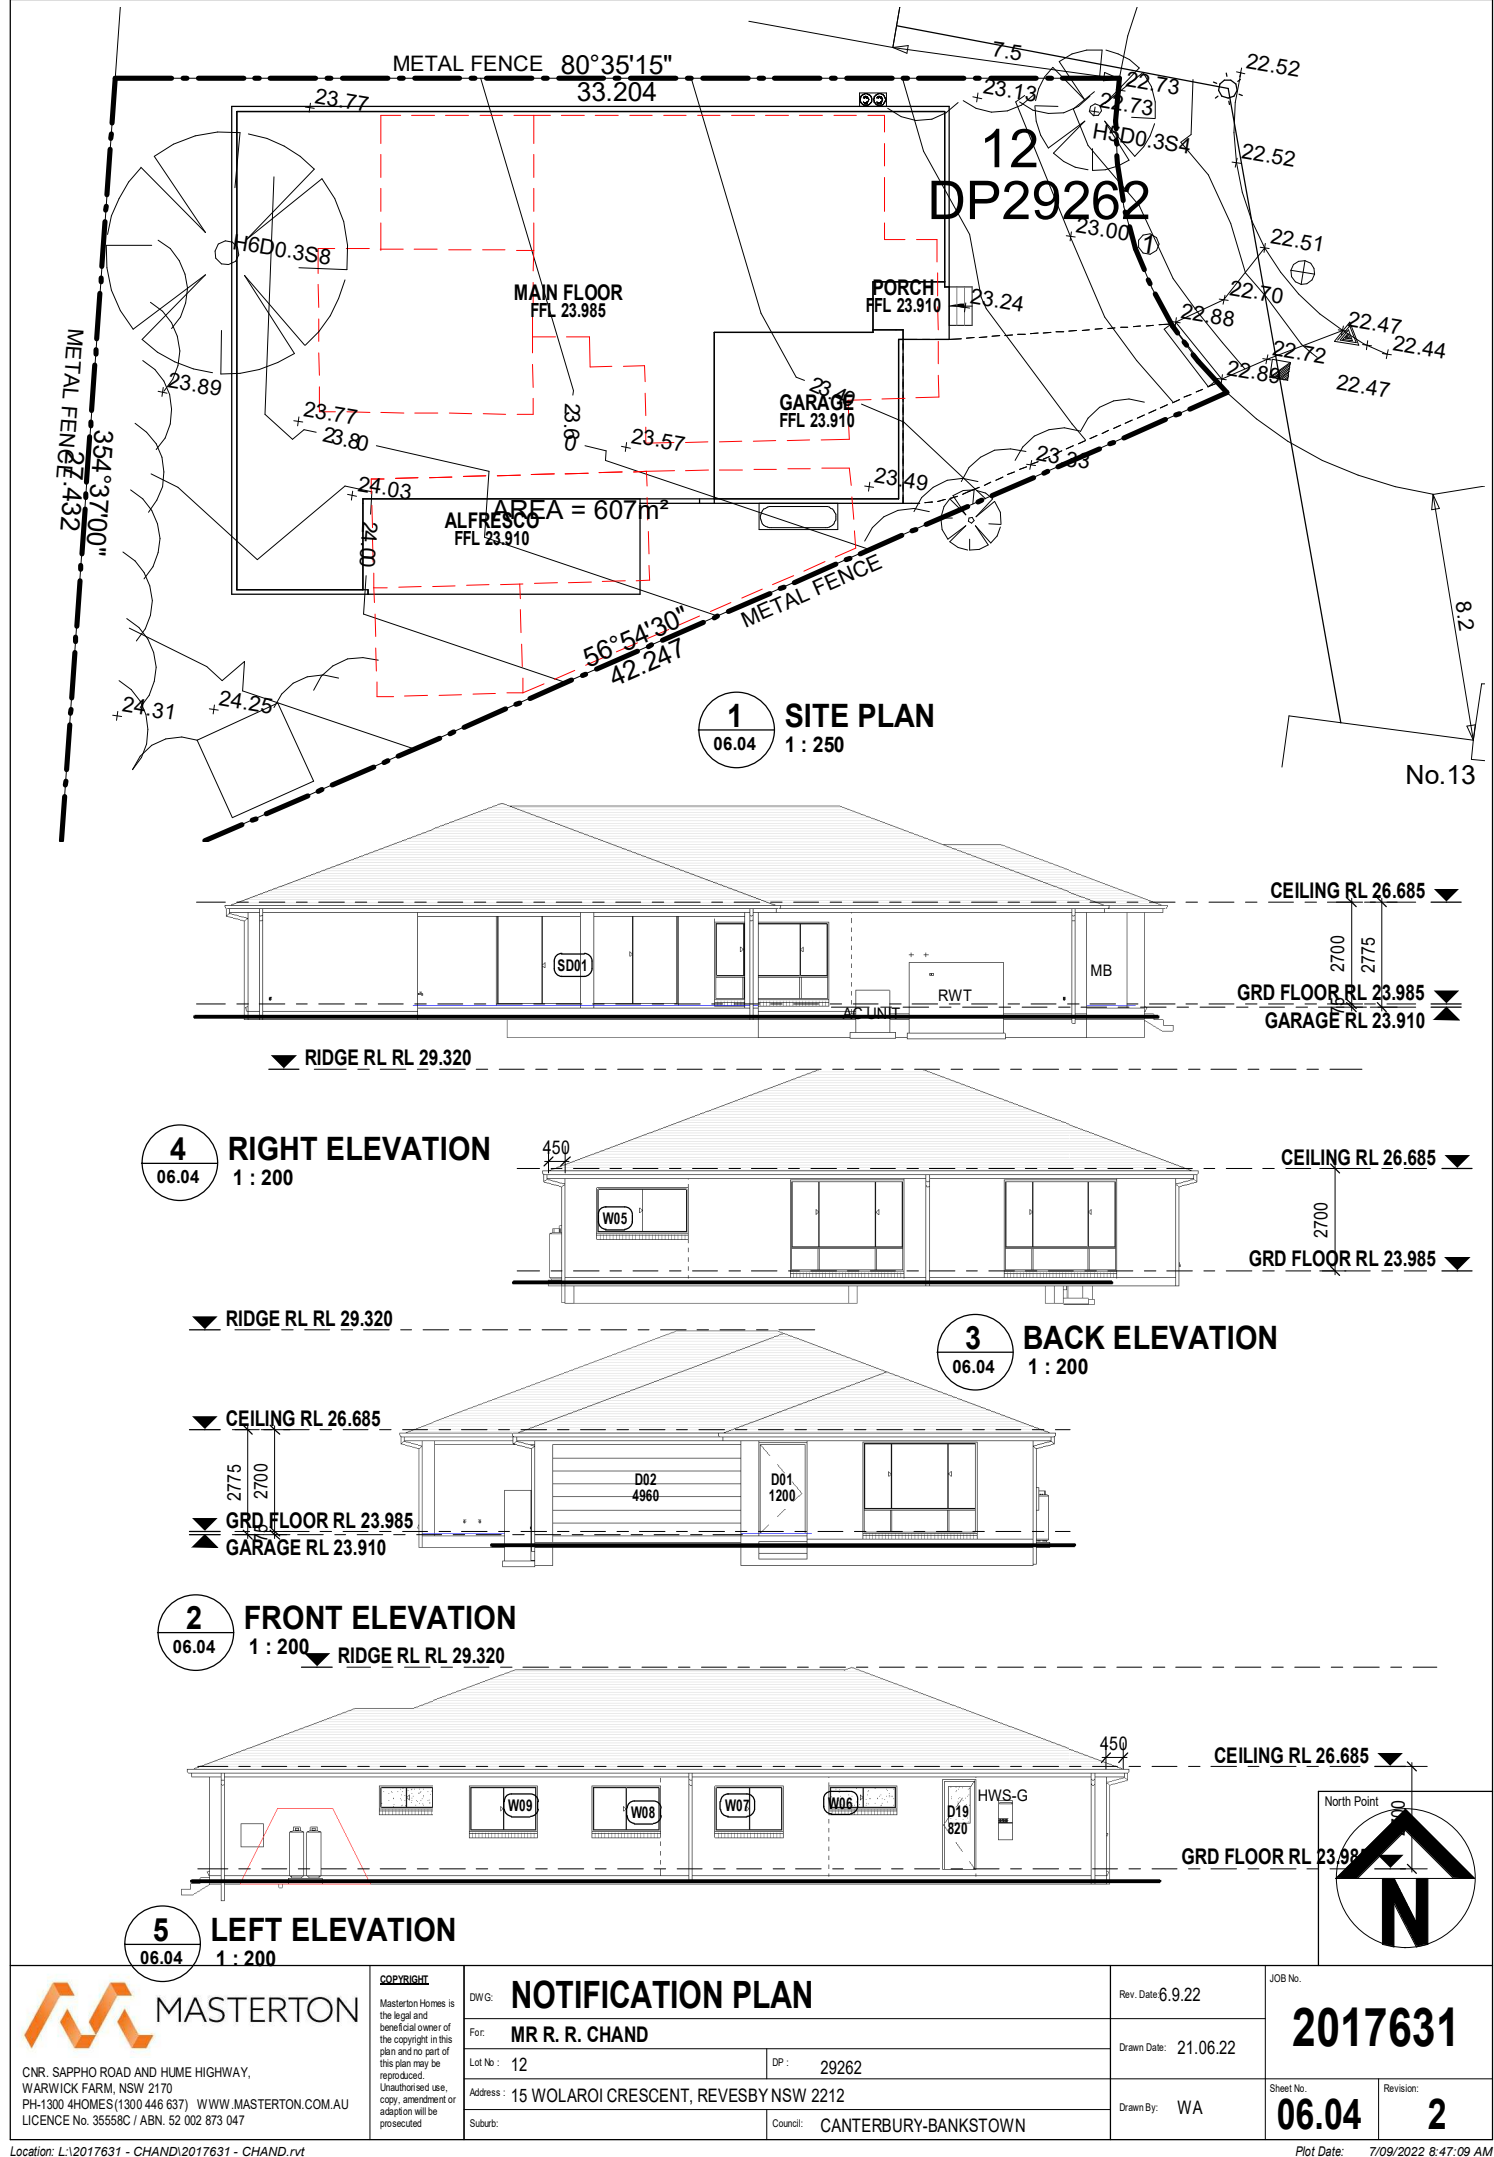 METAL FENCE
80°35'15"
33.204
7.5
22.52
23.77
23.13
22.73
22.73
H5D0.3S4
12
DP29262
22.52
H6D0.3S8
23.00
1
22.51
MAIN FLOOR
FFL 23.985
PORCH
FFL 23.910
23.24
22.70
22.88
22.47
22.44
METAL FENCE
354°37'00"
27.432
23.89
23.77
23.80
23.60
23.57
GARAGE
FFL 23.910
22.72
22.47
24.03
23.49
23.33
AREA = 607m²
ALFRESCO
FFL 23.910
24.00
METAL FENCE
56°54'30"
42.247
8.2
24.31
24.25
1
06.04
SITE PLAN
1 : 250
No.13
CEILING RL 26.685
SD01
MB
RWT
AC UNIT
2700
2775
75
GRD FLOOR RL 23.985
GARAGE RL 23.910
RIDGE RL RL 29.320
4
06.04
RIGHT ELEVATION
1 : 200
450
CEILING RL 26.685
W05
2700
GRD FLOOR RL 23.985
RIDGE RL RL 29.320
3
06.04
BACK ELEVATION
1 : 200
CEILING RL 26.685
2775
2700
75
D02
4960
D01
1200
GRD FLOOR RL 23.985
GARAGE RL 23.910
2
06.04
FRONT ELEVATION
1 : 200
RIDGE RL RL 29.320
450
CEILING RL 26.685
W09
W08
W07
W06
D19
820
HWS-G
North Point
GRD FLOOR RL
N
5
06.04
LEFT ELEVATION
1 : 200
MASTERTON
CNR. SAPPHO ROAD AND HUME HIGHWAY,
WARWICK FARM, NSW 2170
PH-1300 4HOMES(1300 446 637) WWW.MASTERTON.COM.AU
LICENCE No. 35558C / ABN. 52 002 873 047
COPYRIGHT
Masterton Homes is
the legal and
beneficial owner of
the copyright in this
plan and no part of
this plan may be
reproduced.
Unauthorised use,
copy, amendment or
adaption will be
prosecuted
DWG: NOTIFICATION PLAN
For: MR R. R. CHAND
Lot No : 12
DP : 29262
Address : 15 WOLAROI CRESCENT, REVESBY NSW 2212
Suburb:
Council: CANTERBURY-BANKSTOWN
Rev. Date: 6.9.22
Drawn Date: 21.06.22
Drawn By: WA
JOB No.
2017631
Sheet No.
06.04
Revision:
2
Location: L:\2017631 - CHAND\2017631 - CHAND.rvt
Plot Date: 7/09/2022 8:47:09 AM